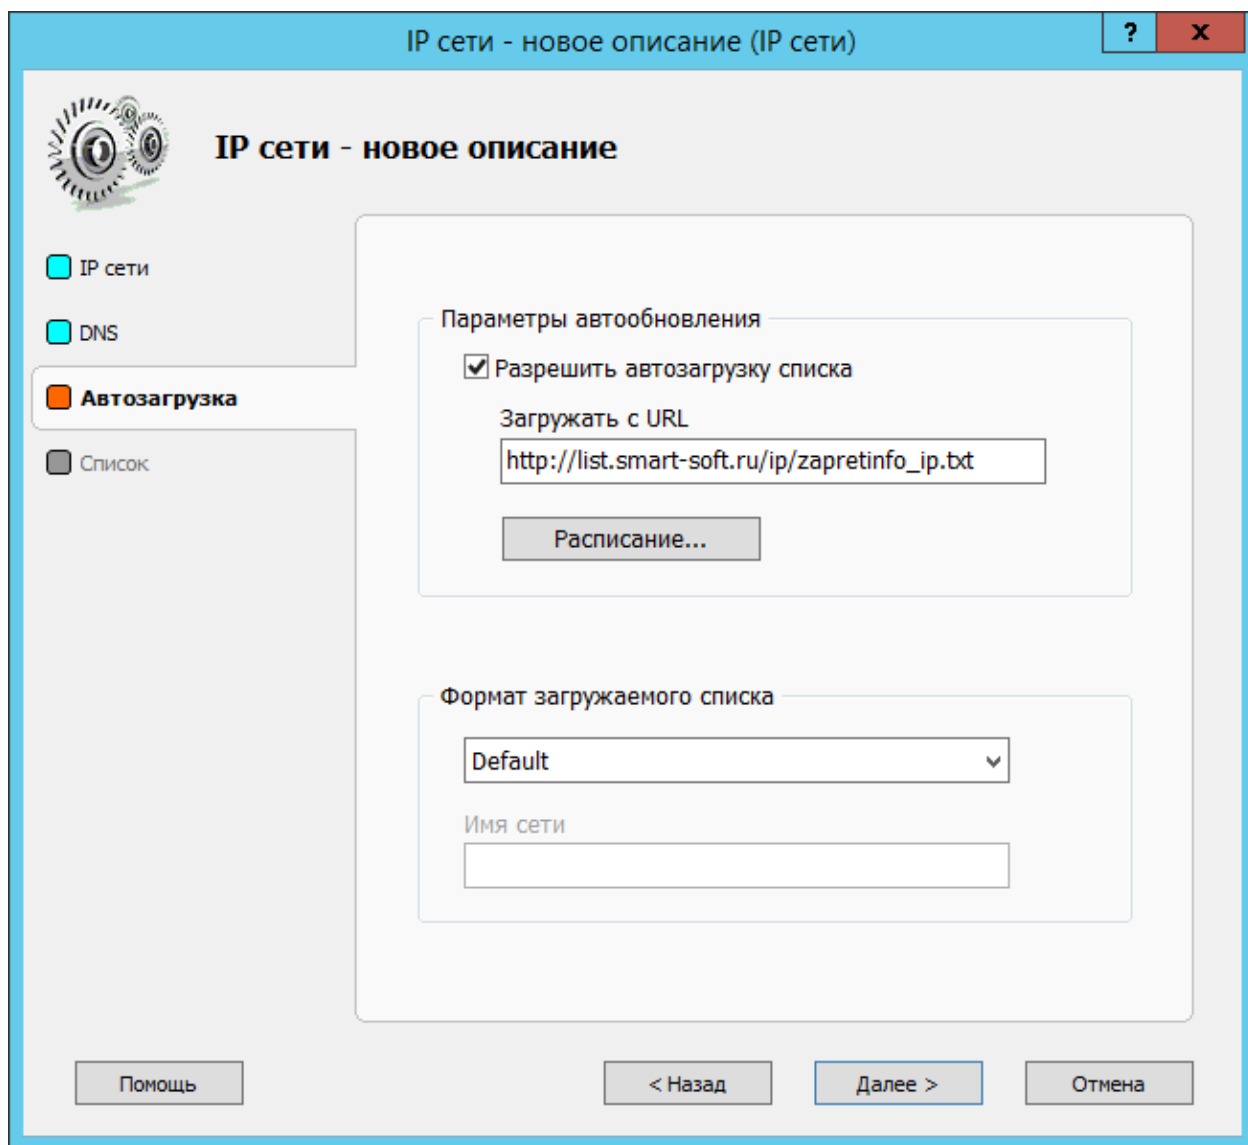 IP сети - новое описание (IP сети)
?
x
IP сети - новое описание
IP сети
DNS
Автозагрузка
Список
Параметры автообновления
Разрешить автозагрузку списка
Загружать с URL
http://list.smart-soft.ru/ip/zapretinfo_ip.txt
Расписание...
Формат загружаемого списка
Default
Имя сети
Помощь
< Назад
Далее >
Отмена